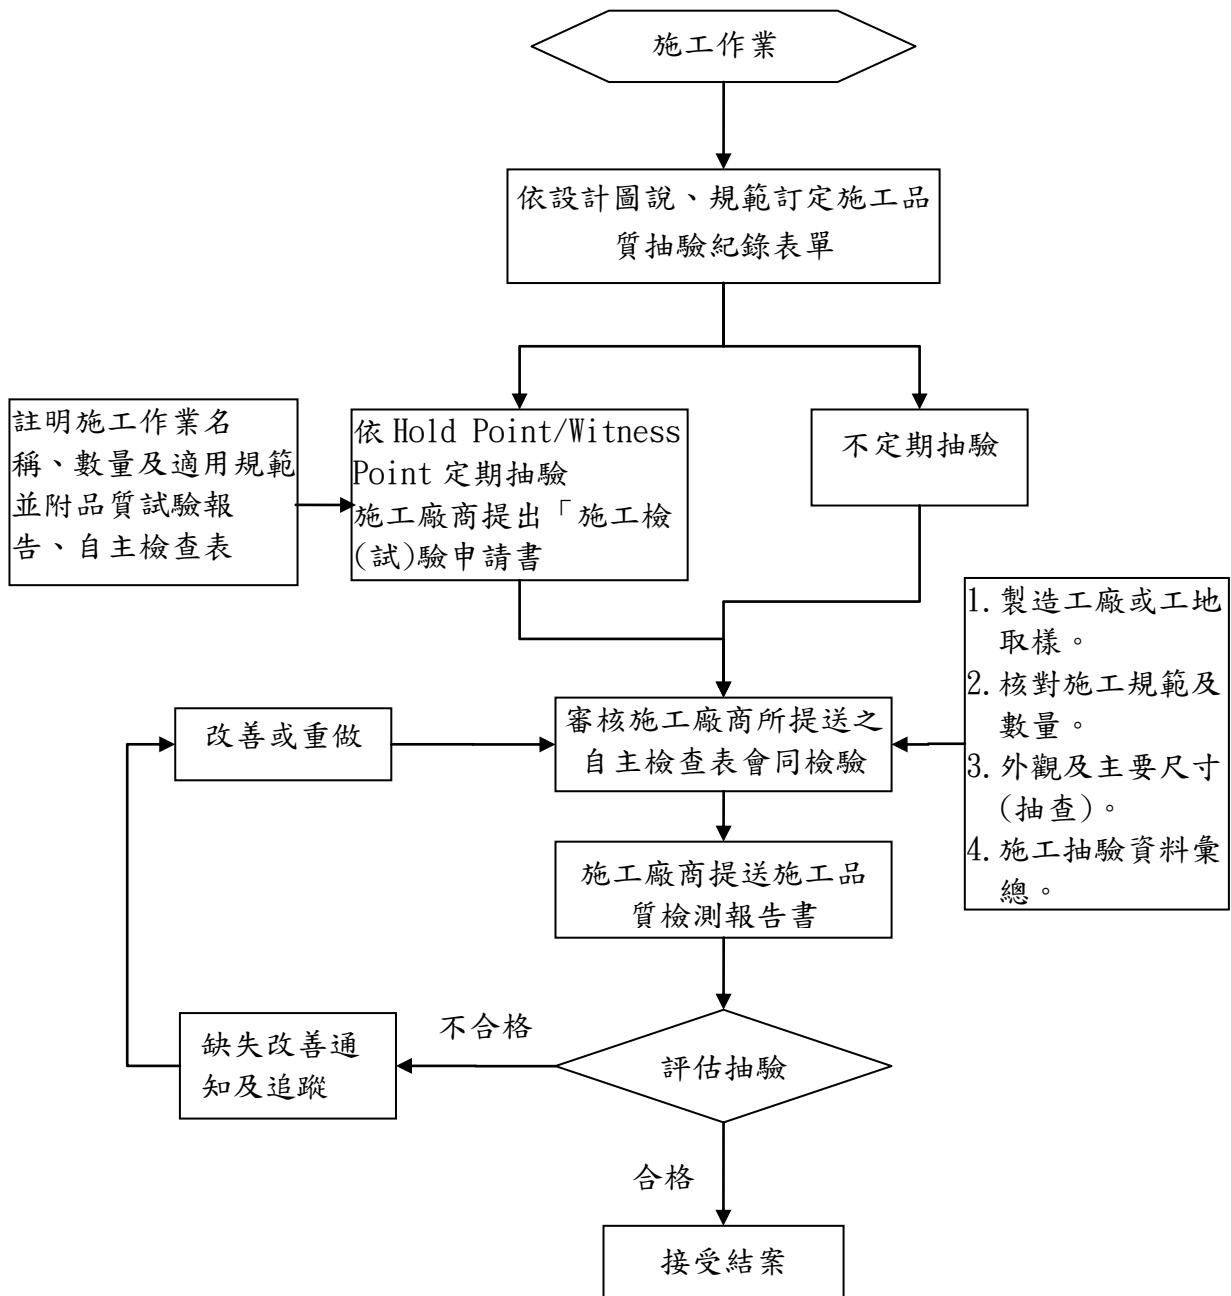 施工作業
依設計圖說、規範訂定施工品
質抽驗紀錄表單
註明施工作業名
稱、數量及適用規範
並附品質試驗報
告、自主檢查表
依 Hold Point/Witness
Point 定期抽驗
施工廠商提出「施工檢
(試)驗申請書
不定期抽驗
1. 製造工廠或工地
取樣。
2. 核對施工規範及
數量。
3. 外觀及主要尺寸
(抽查)。
4. 施工抽驗資料彙
總。
改善或重做
審核施工廠商所提送之
自主檢查表會同檢驗
施工廠商提送施工品
質檢測報告書
缺失改善通
知及追蹤
不合格
評估抽驗
合格
接受結案